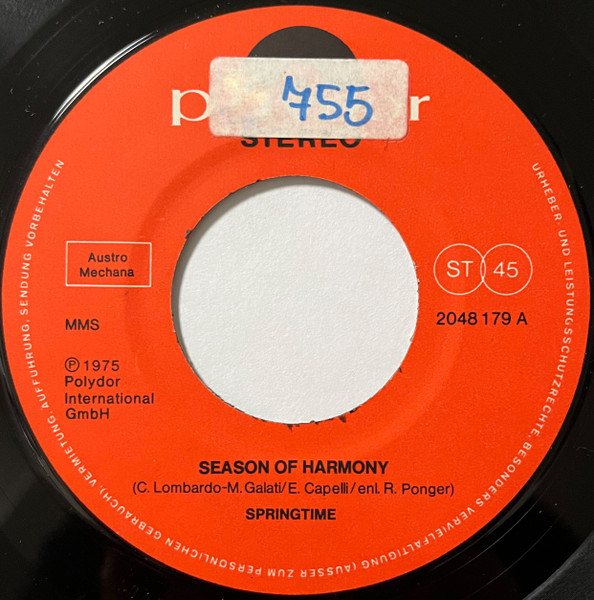 p r
755
STEREO
Austro
Mechana
ST 45
MMS
2048 179 A
Ⓟ 1975
Polydor
International
GmbH
SEASON OF HARMONY
(C. Lombardo-M. Galati/E. Capelli/enl. R. Ponger)
SPRINGTIME
URHEBER- UND LEISTUNGSSCHUTZRECHTE, BESONDERS VERVIELFÄLTIGUNG (AUSSER ZUM PERSÖNLICHEN GEBRAUCH), VERMIETUNG, AUFFÜHRUNG, SENDUNG VORBEHALTEN